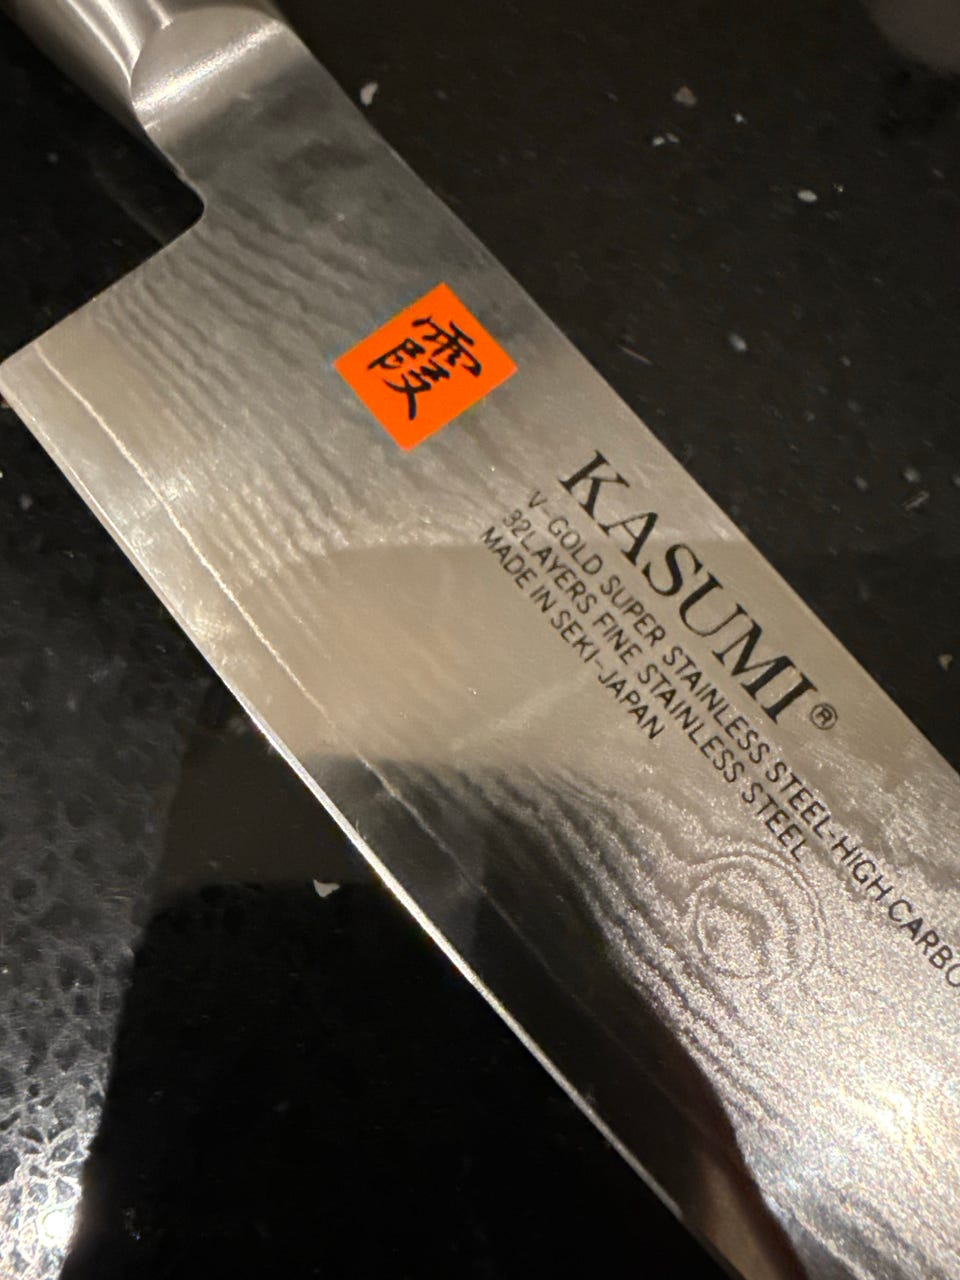 霞
KASUMI®
V-GOLD SUPER STAINLESS STEEL-HIGH CARBO
32LAYERS FINE STAINLESS STEEL
MADE IN SEKI-JAPAN